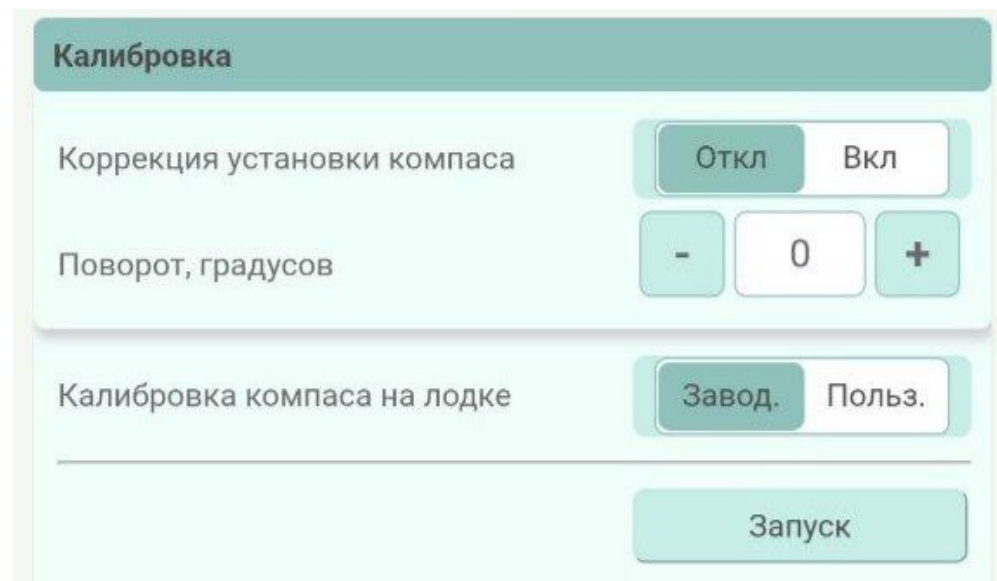 Калибровка
Коррекция установки компаса Откл Вкл
Поворот, градусов - 0 +
Калибровка компаса на лодке Завод. Польз.
Запуск